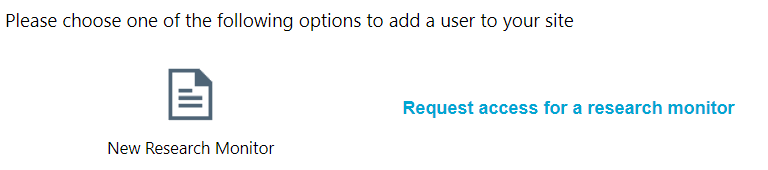 Please choose one of the following options to add a user to your site
Request access for a research monitor
New Research Monitor